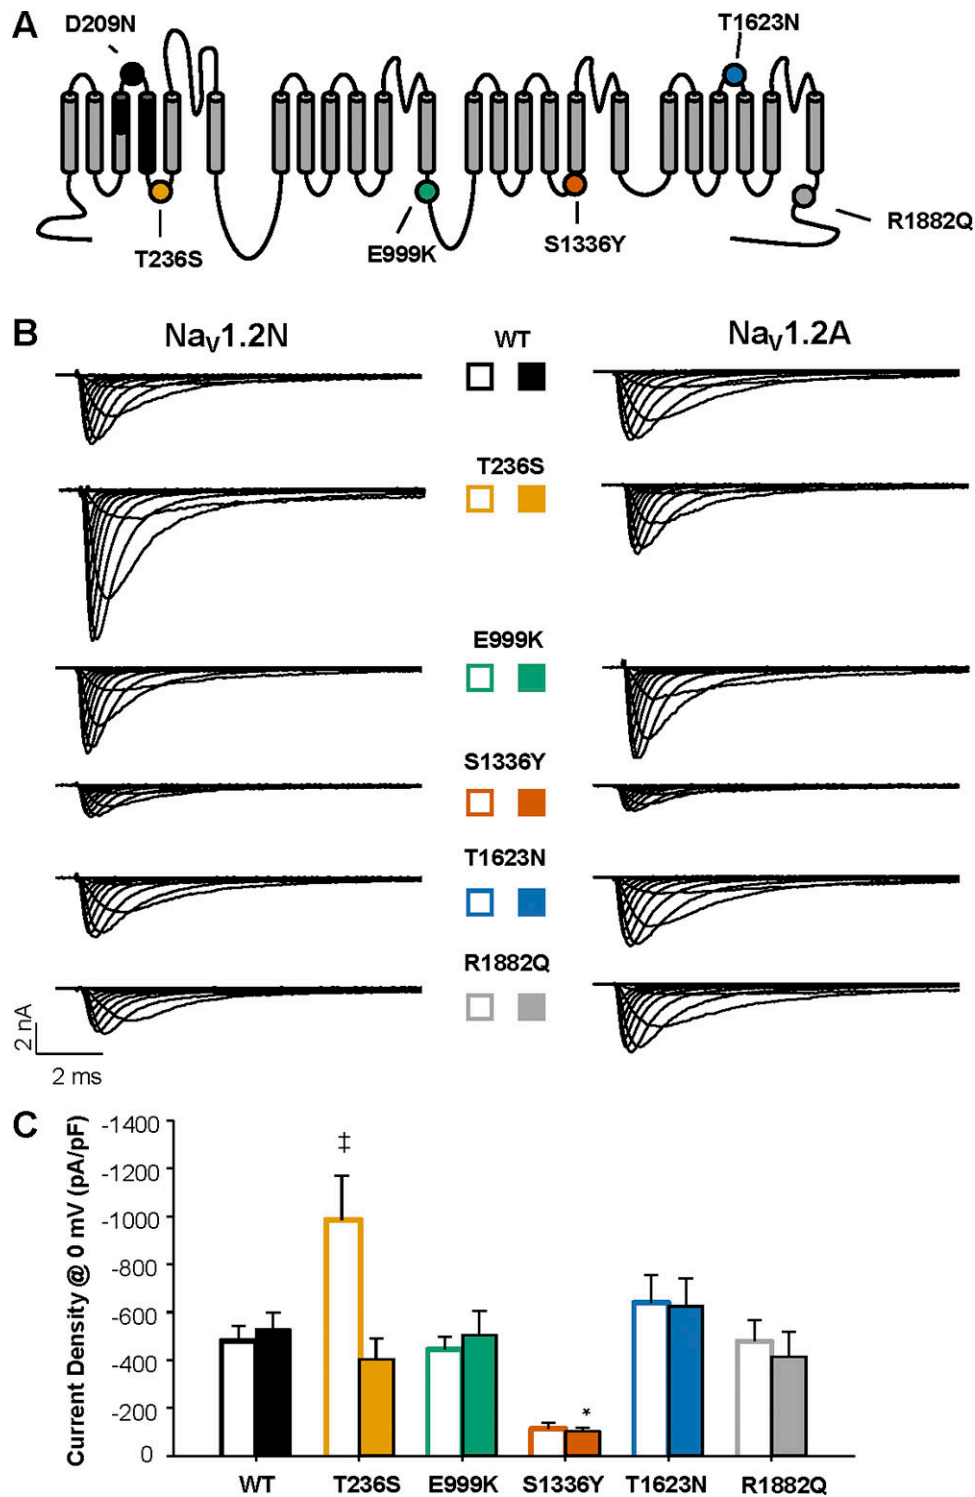 A
D209N
T1623N
T236S
E999K
S1336Y
R1882Q
B
NaV1.2N
WT
NaV1.2A
T236S
E999K
S1336Y
T1623N
R1882Q
2 nA
2 ms
C
Current Density @ 0 mV (pA/pF)
-1400
-1200
-1000
-800
-600
-400
-200
0
‡
*
WT
T236S
E999K
S1336Y
T1623N
R1882Q